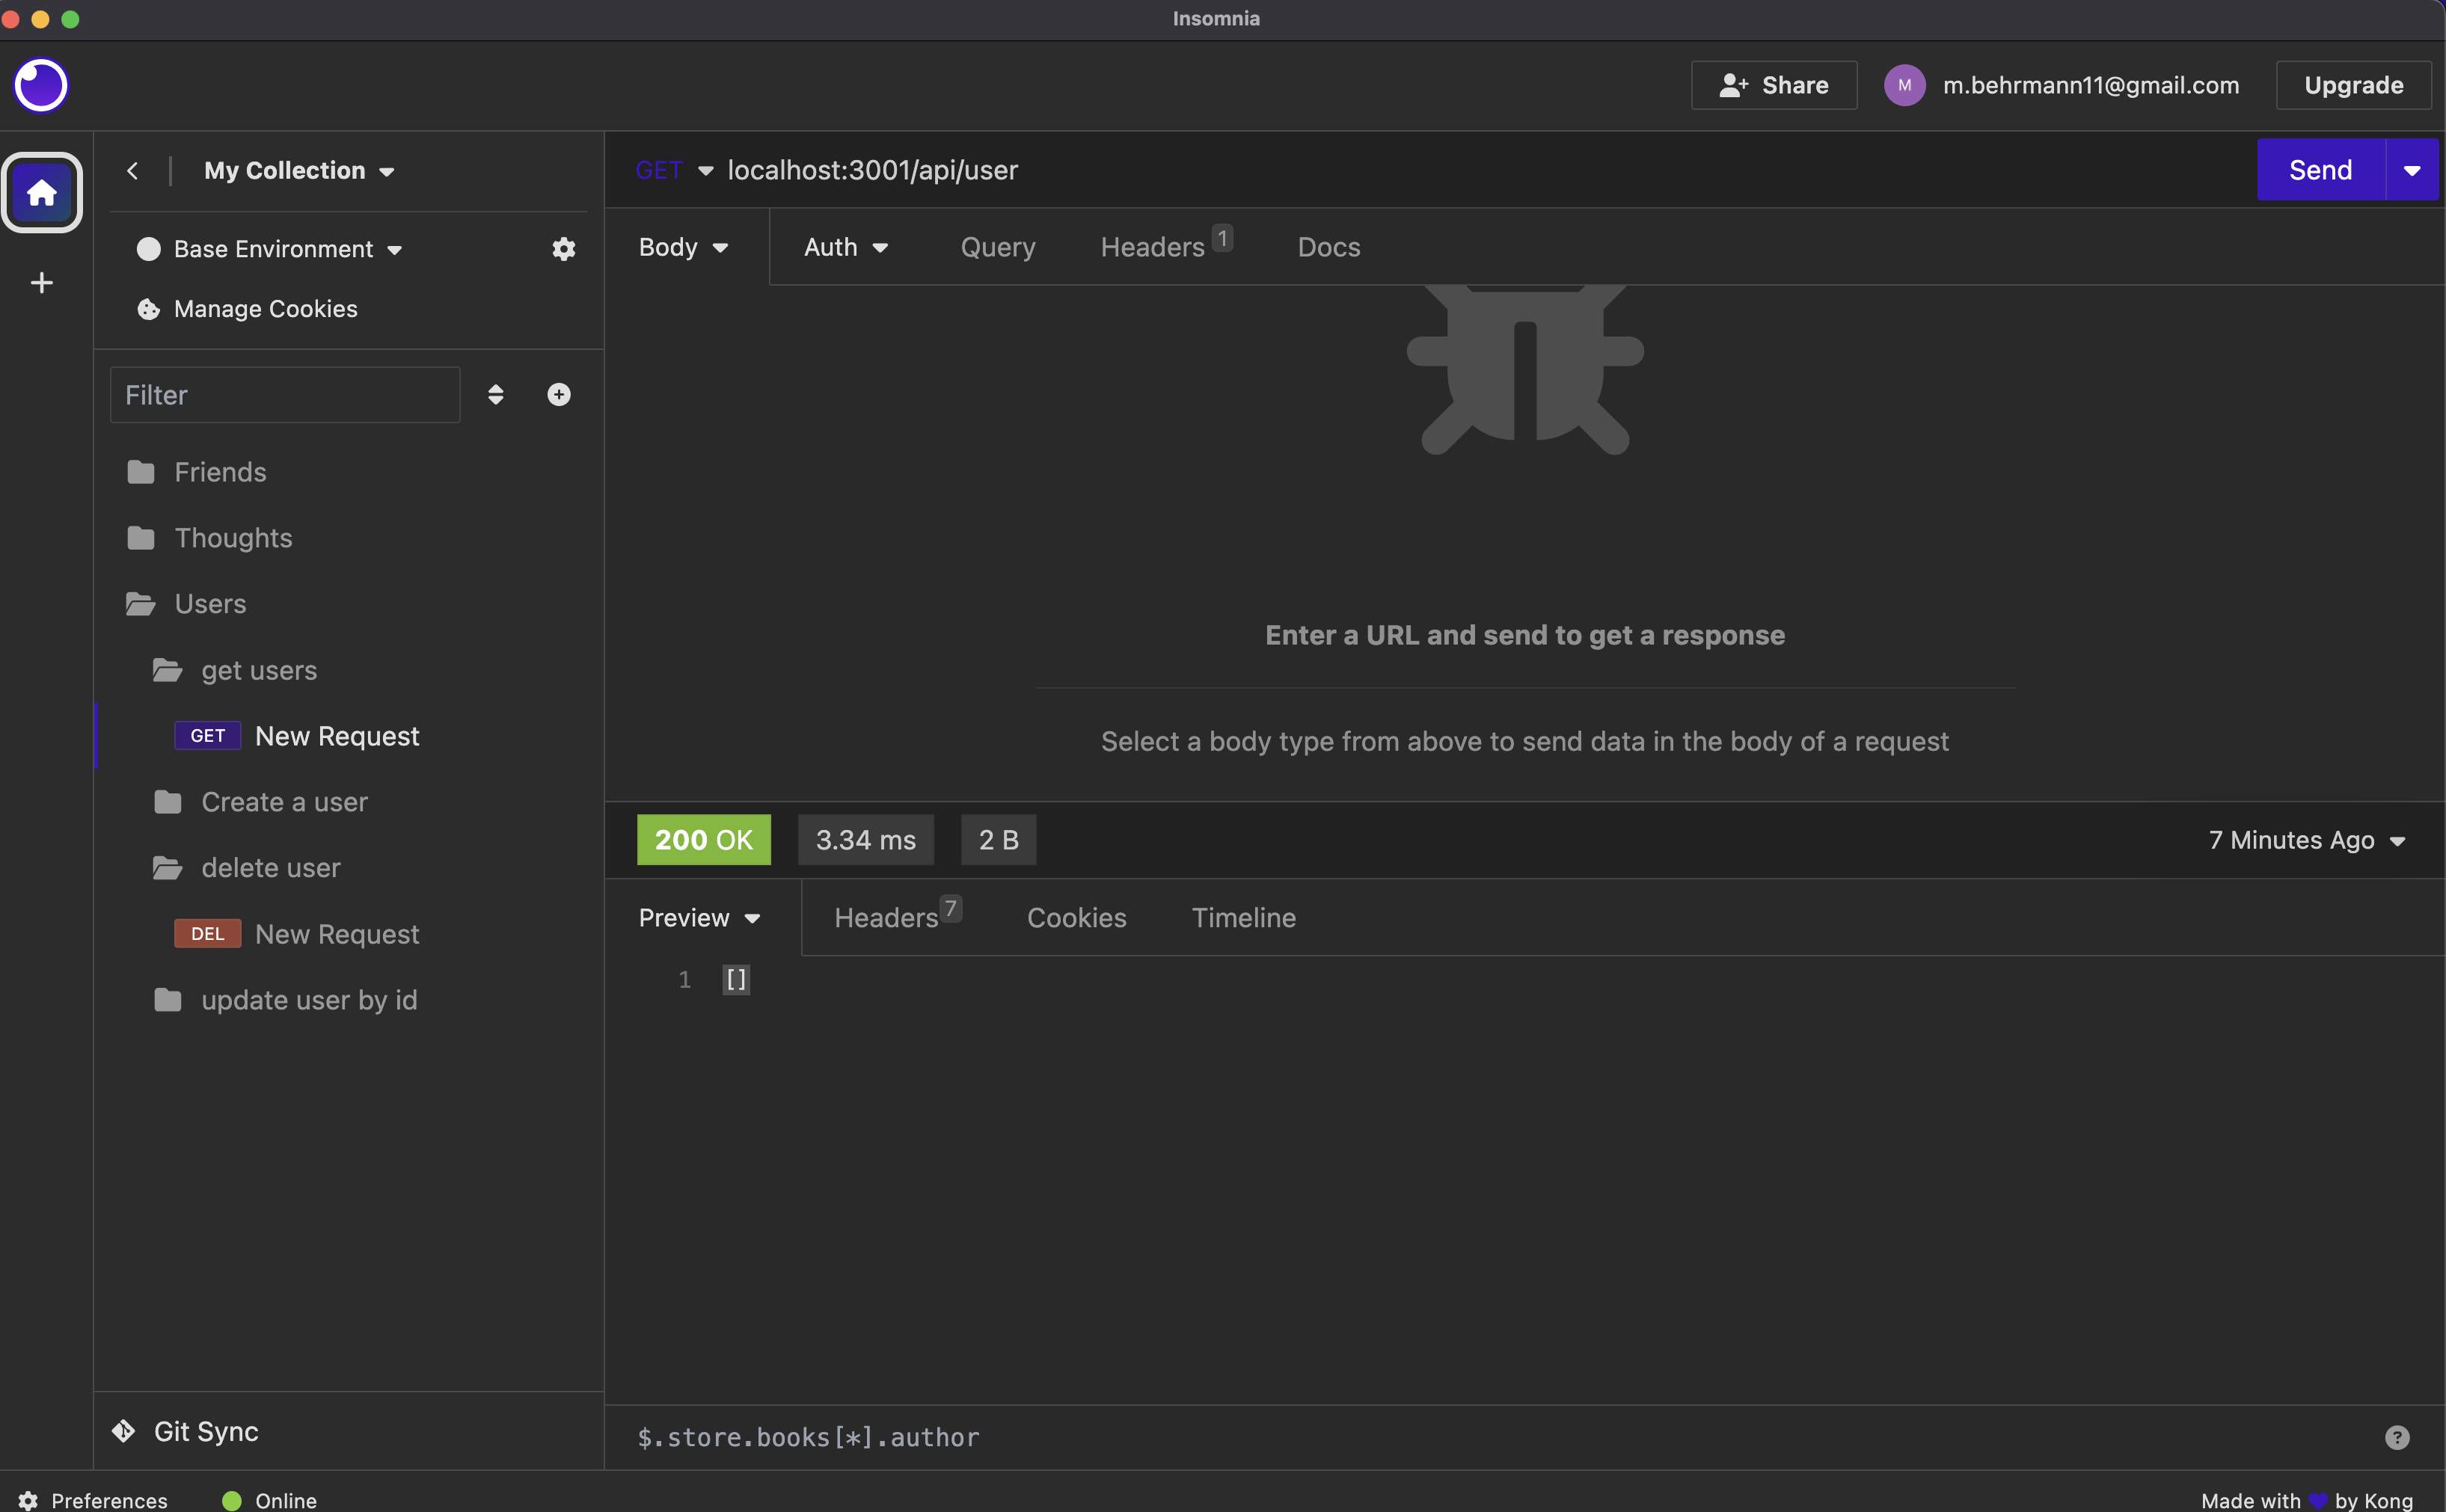 Insomnia
Share
M
m.behrmann11@gmail.com
Upgrade
My Collection
GET localhost:3001/api/user
Send
Base Environment
Body
Auth
Query
Headers 1
Docs
Manage Cookies
Filter
Friends
Thoughts
Users
get users
GET New Request
Create a user
delete user
DEL New Request
update user by id
Enter a URL and send to get a response
Select a body type from above to send data in the body of a request
200 OK
3.34 ms
2 B
7 Minutes Ago
Preview
Headers 7
Cookies
Timeline
1 []
Git Sync
$.store.books[*].author
?
Preferences
Online
Made with 💜 by Kong